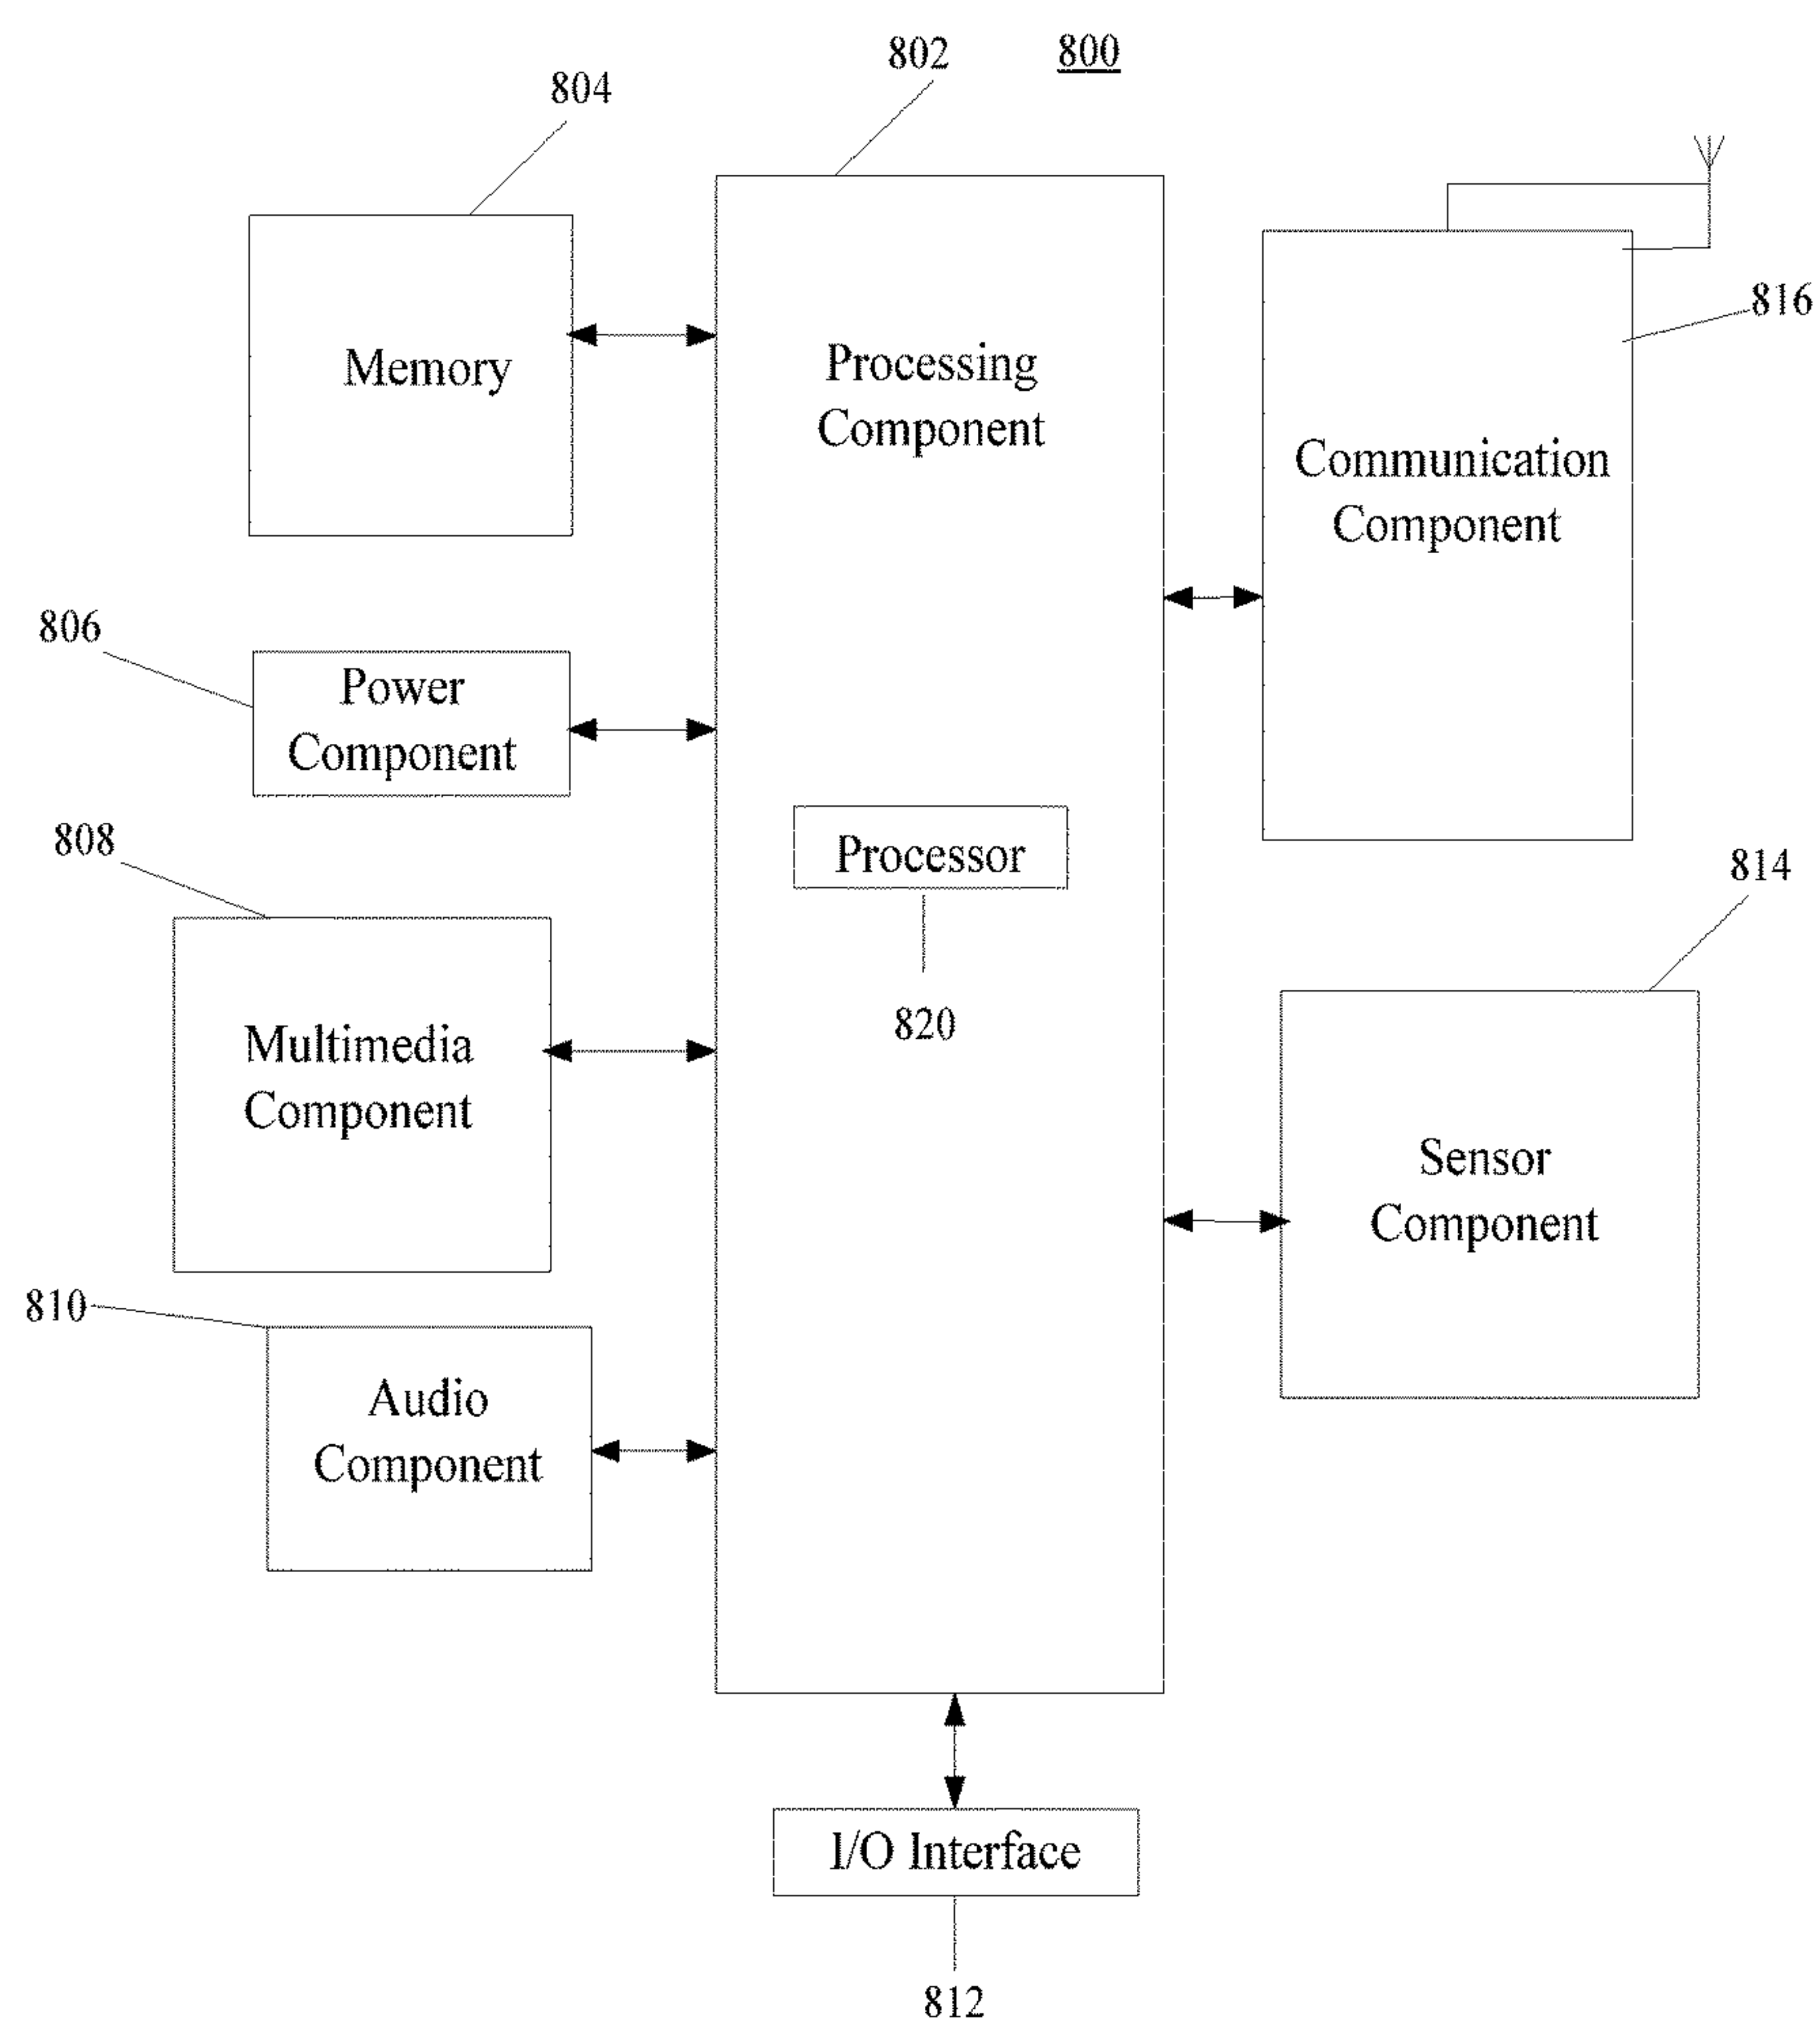 802
800
804
Memory
Processing
Component
816
Communication
Component
806
Power
Component
808
Processor
814
820
Multimedia
Component
Sensor
Component
810
Audio
Component
I/O Interface
812